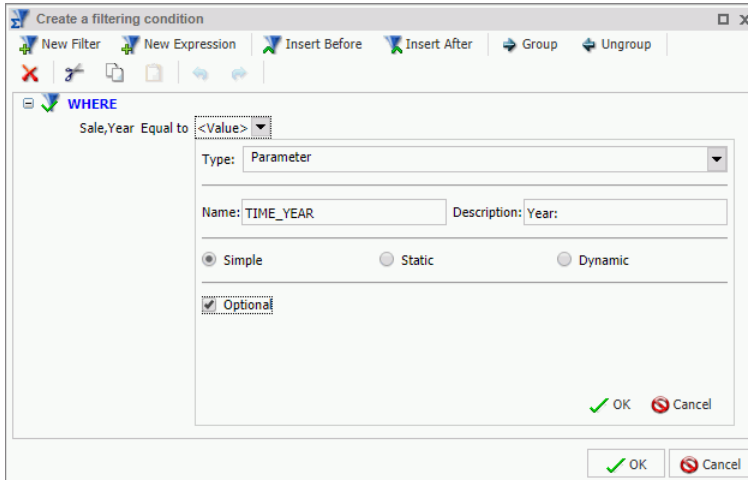 Create a filtering condition
New Filter New Expression Insert Before Insert After Group Ungroup
WHERE
Sale,Year Equal to <Value>
Type: Parameter
Name: TIME_YEAR Description: Year:
Simple Static Dynamic
Optional
OK Cancel
OK Cancel